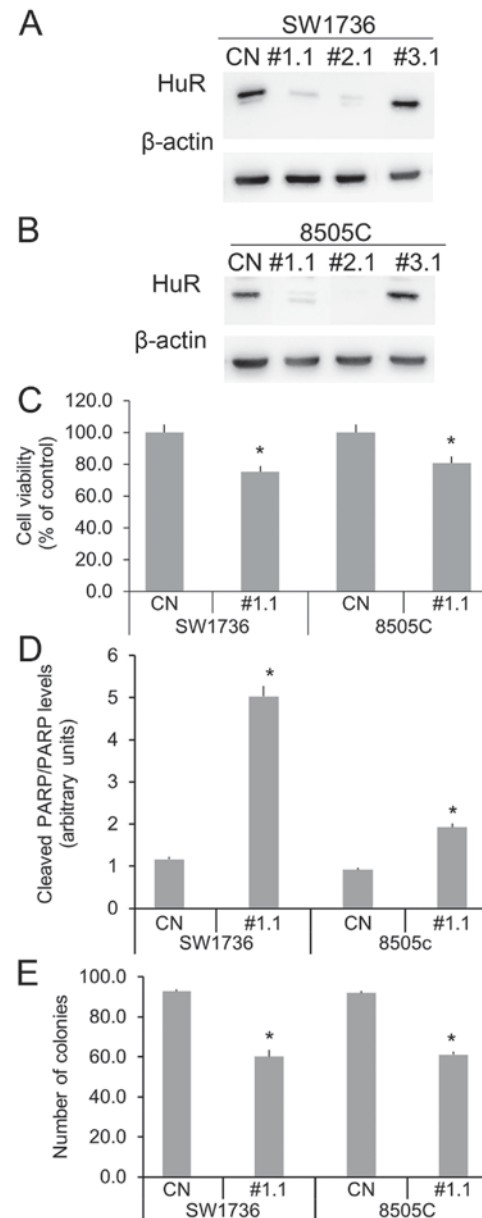 A
SW1736
CN #1.1 #2.1 #3.1
HuR
β-actin
B
8505C
CN #1.1 #2.1 #3.1
HuR
β-actin
C
Cell viability
(% of control)
120.0
100.0
80.0
60.0
40.0
20.0
0.0
* *
CN #1.1 CN #1.1
SW1736 8505C
D
Cleaved PARP/PARP levels
(arbitrary units)
6
5
4
3
2
1
0
* *
CN #1.1 CN #1.1
SW1736 8505c
E
Number of colonies
100.0
80.0
60.0
40.0
20.0
0.0
* *
CN #1.1 CN #1.1
SW1736 8505C